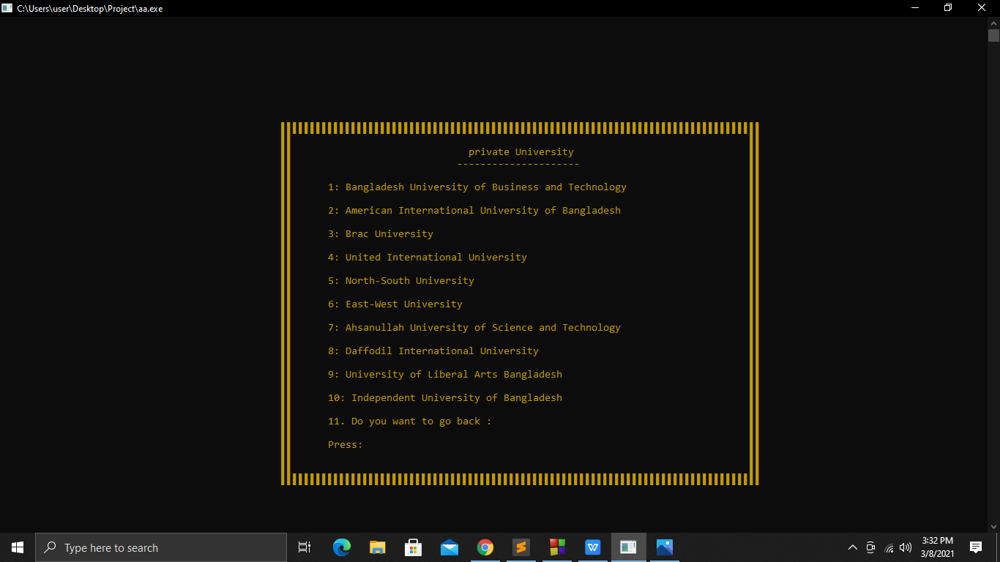 C:\Users\user\Desktop\Project\aa.exe
private University
---------------------
1: Bangladesh University of Business and Technology
2: American International University of Bangladesh
3: Brac University
4: United International University
5: North-South University
6: East-West University
7: Ahsanullah University of Science and Technology
8: Daffodil International University
9: University of Liberal Arts Bangladesh
10: Independent University of Bangladesh
11. Do you want to go back :
Press:
Type here to search
3:32 PM
3/8/2021